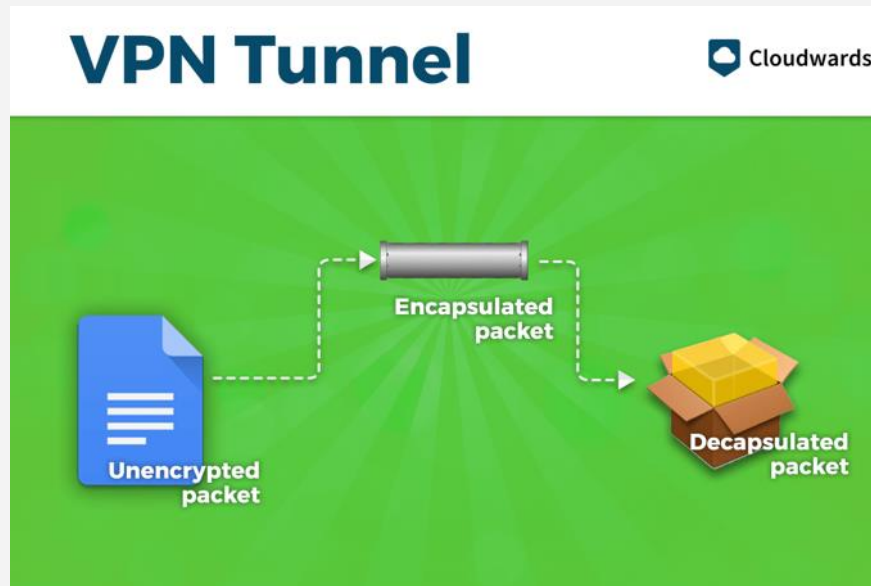 VPN Tunnel
Cloudwards
Encapsulated
packet
Unencrypted
packet
Decapsulated
packet